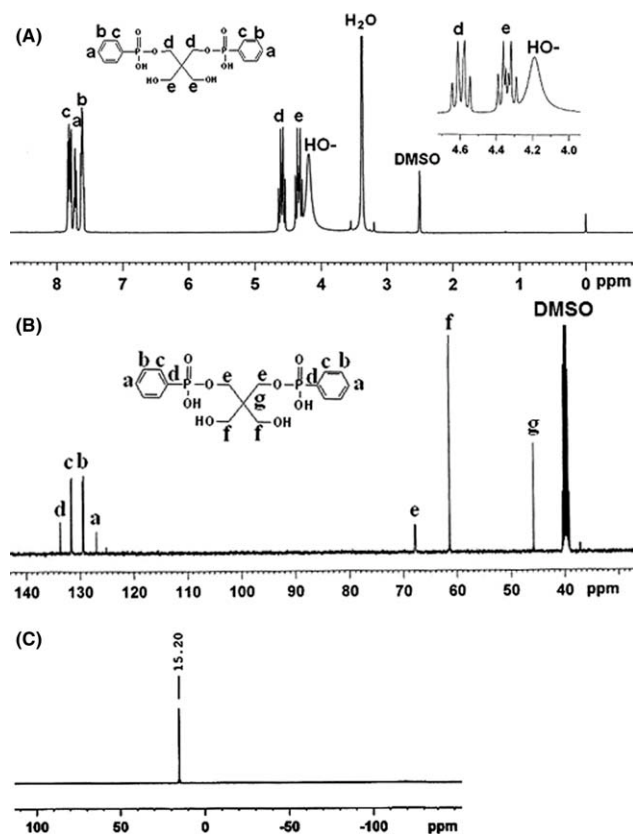 (A)
b c O O c b
a P O d d O P a
OH OH
HO OH
e e
H₂O
d e
HO-
4.6 4.4 4.2 4.0
c a b
d e HO-
DMSO
8 7 6 5 4 3 2 1 0 ppm
(B)
DMSO
f
b c O O c b
a d P O e e O P d a
OH g OH
HO OH
f f
g
c b
d a
e
140 130 120 110 100 90 80 70 60 50 40 ppm
(C)
15.20
100 50 0 -50 -100 ppm